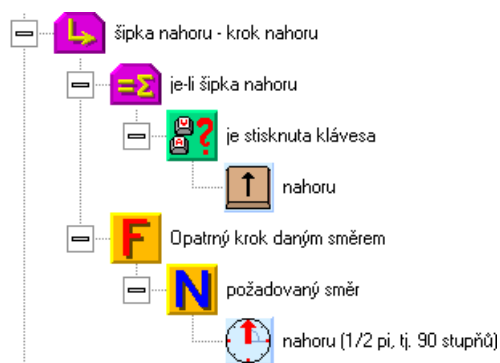 šipka nahoru - krok nahoru
=Σ je-li šipka nahoru
je stisknuta klávesa
nahoru
F Opatrný krok daným směrem
N požadovaný směr
nahoru (1/2 pi, tj. 90 stupňů)